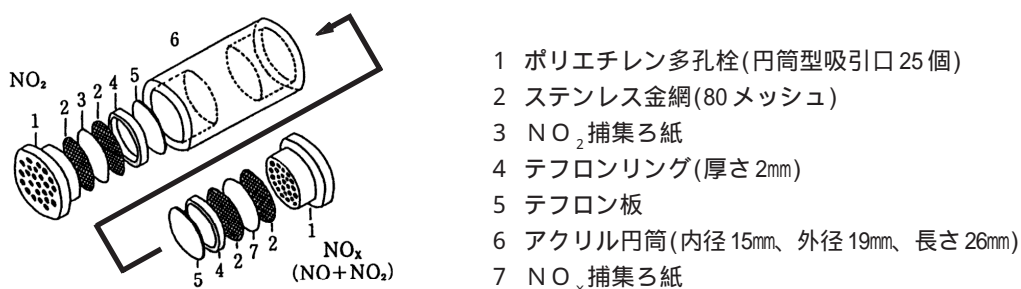 6
5
4
2
3
2
1
NO₂
1 ポリエチレン多孔栓(円筒型吸引口25個)
2 ステンレス金網(80メッシュ)
3 NO₂捕集ろ紙
4 テフロンリング(厚さ2㎜)
5 テフロン板
6 アクリル円筒(内径15㎜、外径19㎜、長さ26㎜)
7 NOₓ捕集ろ紙
5
4
2
7
2
1
NOₓ
(NO+NO₂)